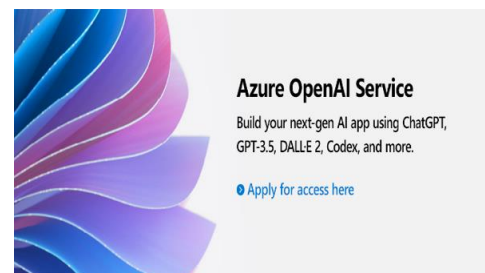 Azure OpenAI Service
Build your next-gen AI app using ChatGPT,
GPT-3.5, DALL·E 2, Codex, and more.
Apply for access here